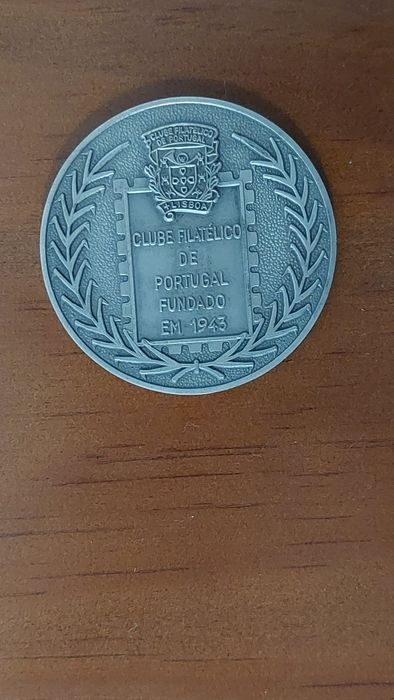 CLUBE FILATÉLICO
DE PORTUGAL
LISBOA
CLUBE FILATÉLICO
DE
PORTUGAL
FUNDADO
EM 1943